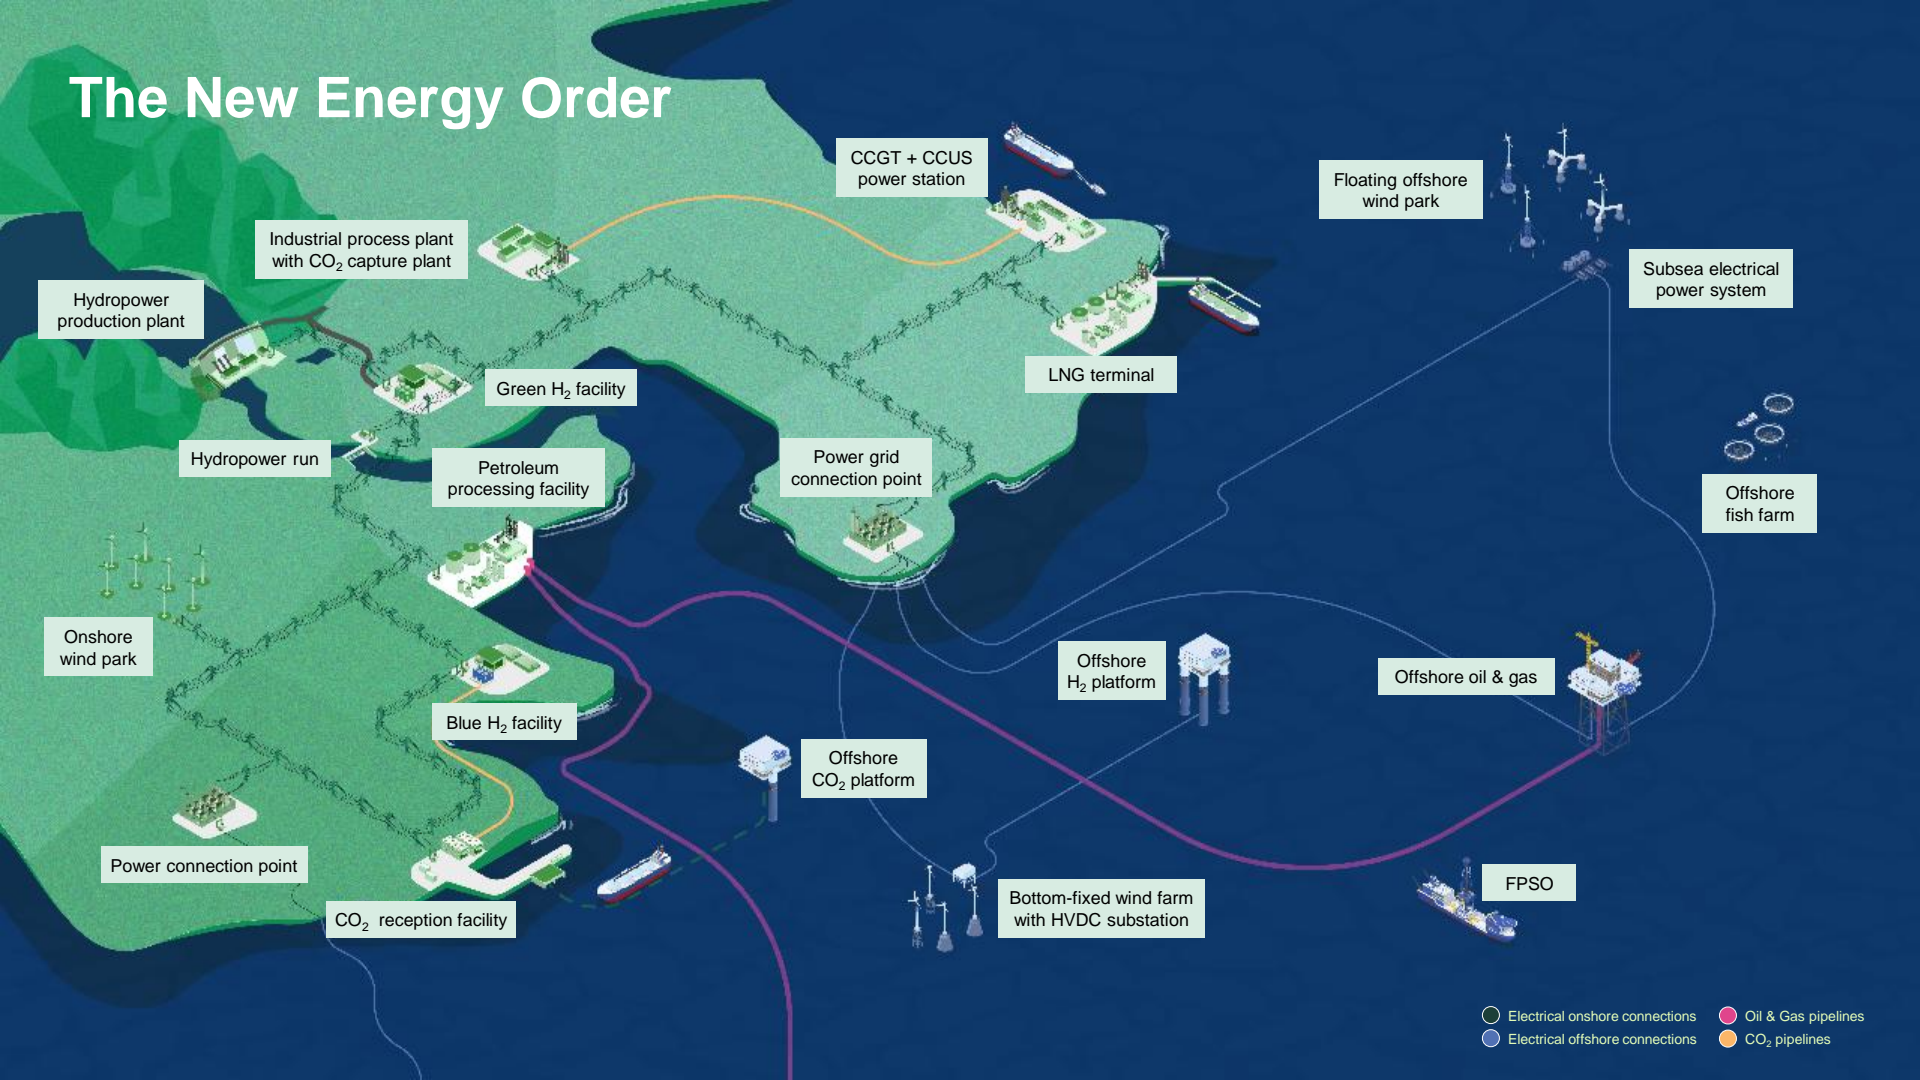 The New Energy Order
CCGT + CCUS
power station
Floating offshore
wind park
Industrial process plant
with CO₂ capture plant
Subsea electrical
power system
Hydropower
production plant
LNG terminal
Green H₂ facility
Hydropower run
Petroleum
processing facility
Power grid
connection point
Offshore
fish farm
Onshore
wind park
Offshore
H₂ platform
Offshore oil & gas
Blue H₂ facility
Offshore
CO₂ platform
Power connection point
FPSO
CO₂ reception facility
Bottom-fixed wind farm
with HVDC substation
Electrical onshore connections
Oil & Gas pipelines
Electrical offshore connections
CO₂ pipelines